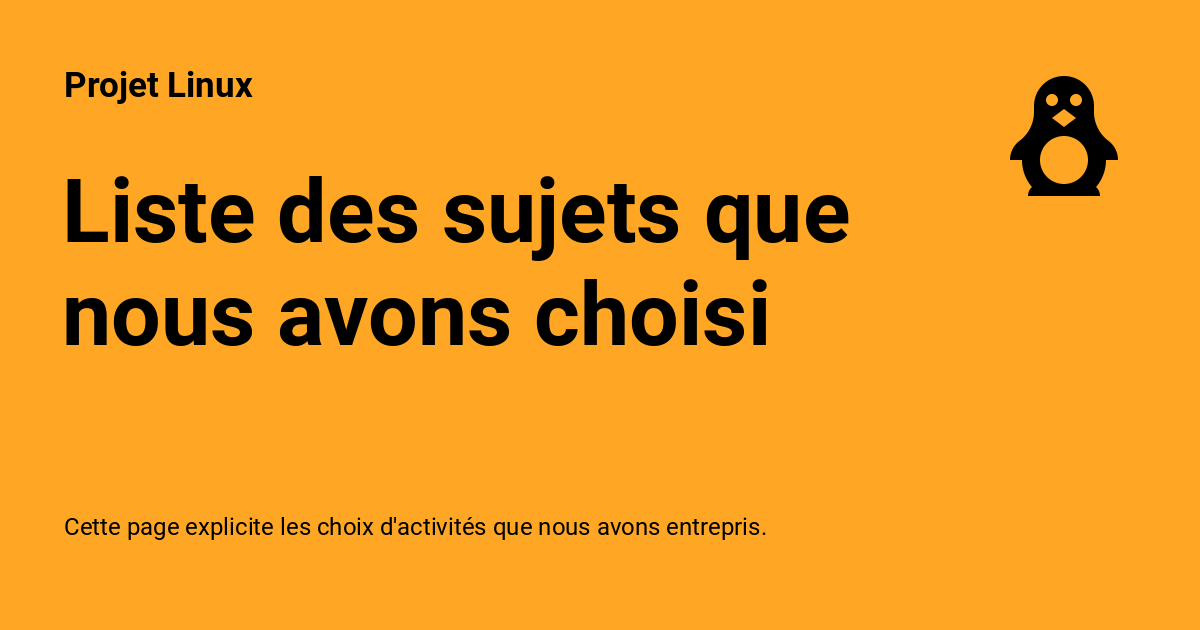 Projet Linux
Liste des sujets que
nous avons choisi
Cette page explicite les choix d'activités que nous avons entrepris.